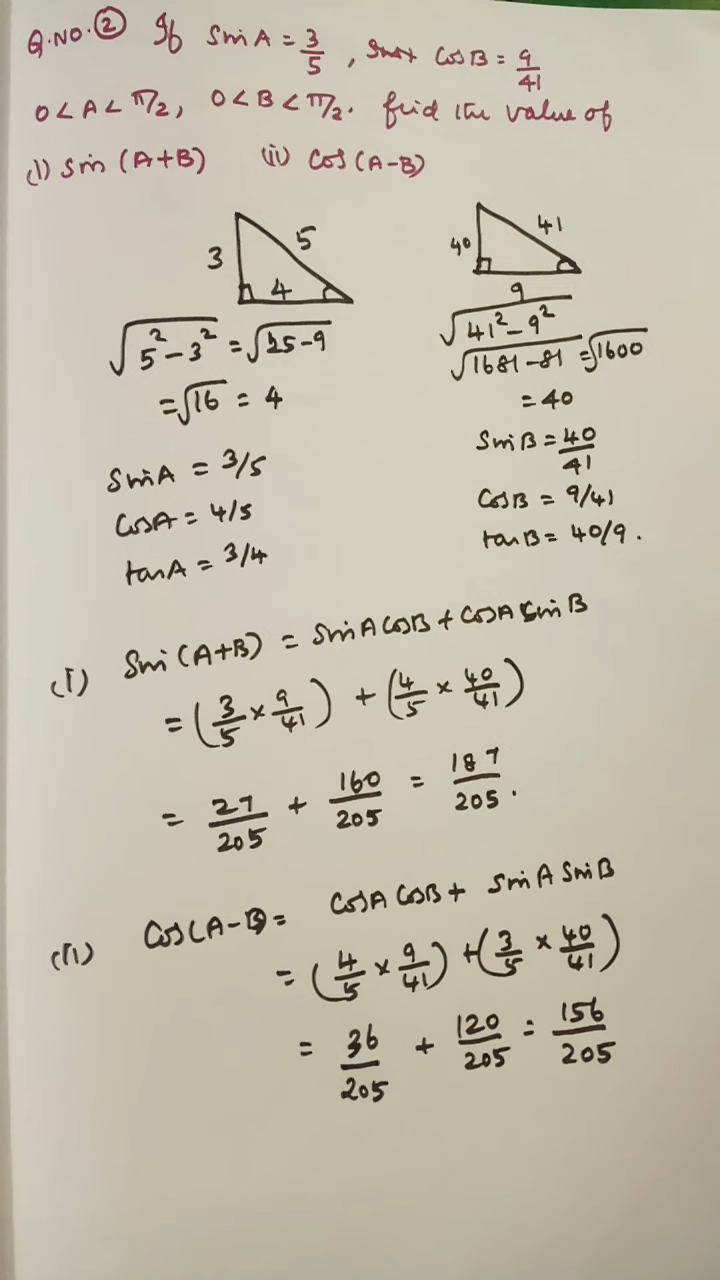 Q.NO.② If sin A = 3/5, cos B = 9/41
0<A<π/2, 0<B<π/2. find the value of
(i) sin (A+B) (ii) cos (A-B)
3 5 4
40 41 9
√5²-3² = √25-9
= √16 = 4
sin A = 3/5
cos A = 4/5
tan A = 3/4
√41²-9²
√1681-81 = √1600
= 40
sin B = 40/41
cos B = 9/41
tan B = 40/9.
(i) sin (A+B) = sin A cos B + cos A sin B
= (3/5 × 9/41) + (4/5 × 40/41)
= 27/205 + 160/205 = 187/205.
(ii) cos (A-B) = cos A cos B + sin A sin B
= (4/5 × 9/41) + (3/5 × 40/41)
= 36/205 + 120/205 = 156/205